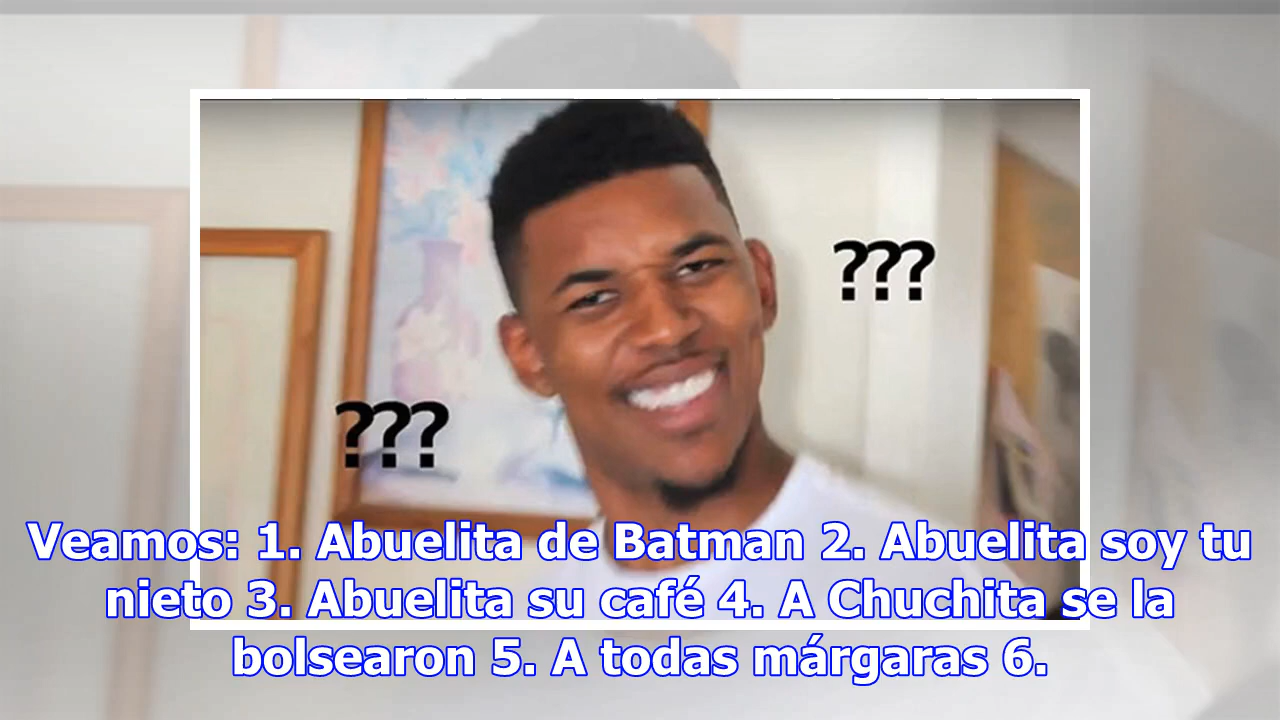 ???
???
Veamos: 1. Abuelita de Batman 2. Abuelita soy tu
nieto 3. Abuelita su café 4. A Chuchita se la
bolsearon 5. A todas márgaras 6.